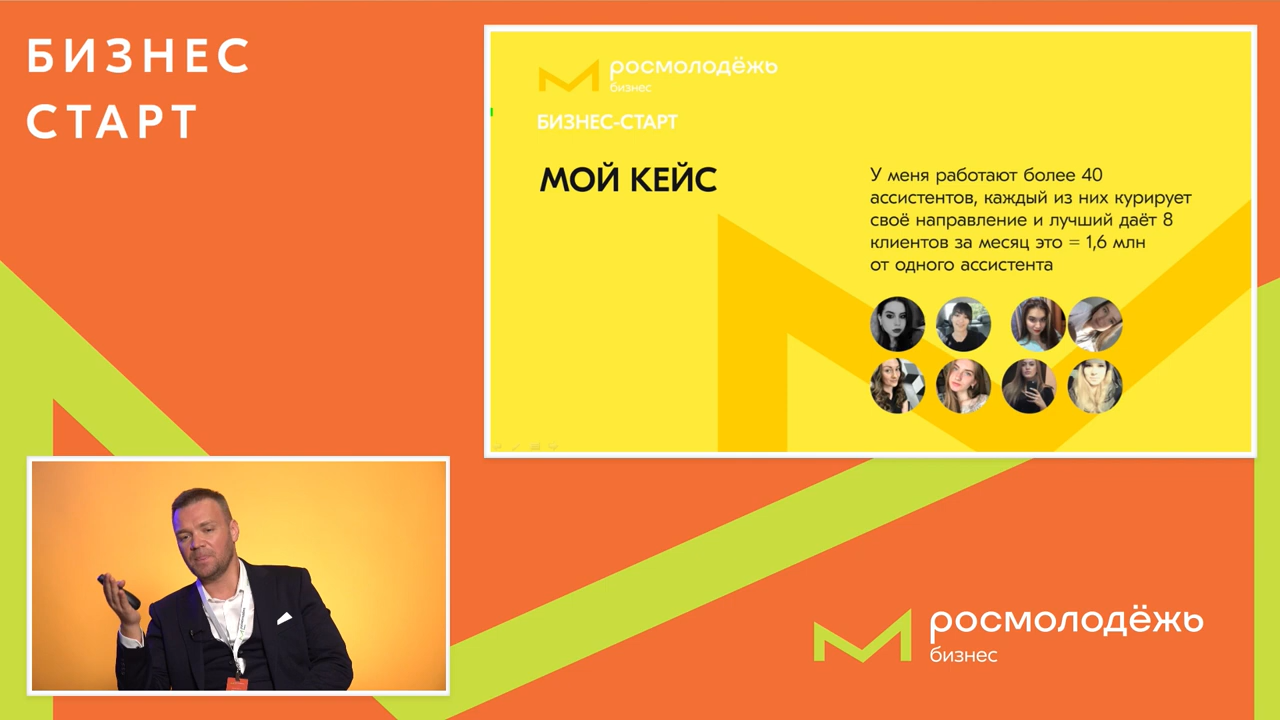 БИЗНЕС
СТАРТ
росмолодёжь
бизнес
БИЗНЕС-СТАРТ
МОЙ КЕЙС
У меня работают более 40
ассистентов, каждый из них курирует
своё направление и лучший даёт 8
клиентов за месяц это = 1,6 млн
от одного ассистента
росмолодёжь
бизнес